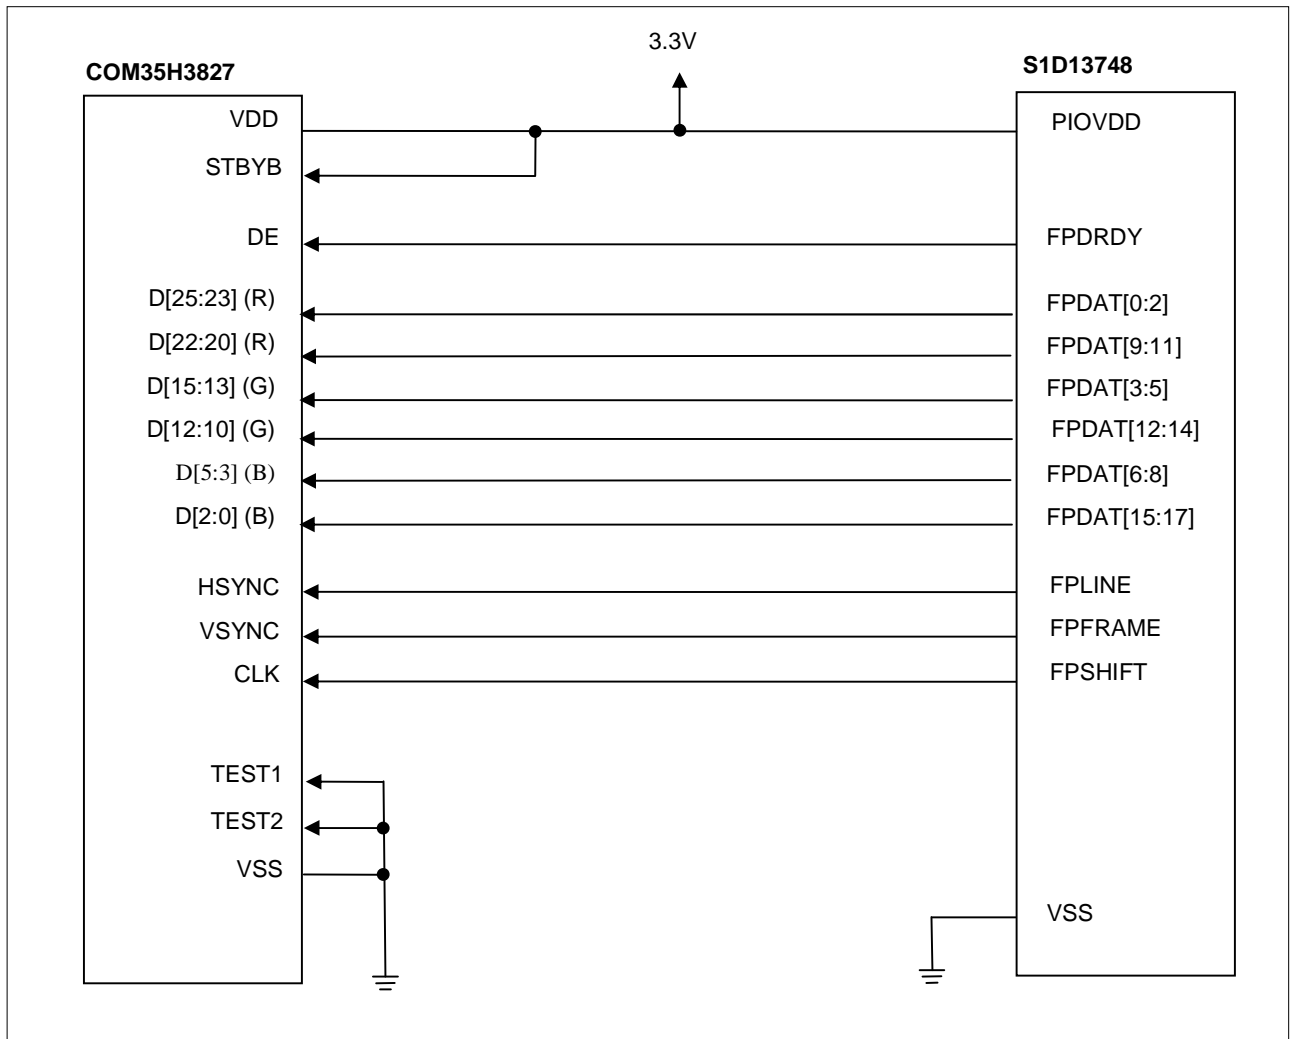 3.3V
COM35H3827
S1D13748
VDD
PIOVDD
STBYB
DE
FPDRDY
D[25:23] (R)
FPDAT[0:2]
D[22:20] (R)
FPDAT[9:11]
D[15:13] (G)
FPDAT[3:5]
D[12:10] (G)
FPDAT[12:14]
D[5:3] (B)
FPDAT[6:8]
D[2:0] (B)
FPDAT[15:17]
HSYNC
FPLINE
VSYNC
FPFRAME
CLK
FPSHIFT
TEST1
TEST2
VSS
VSS